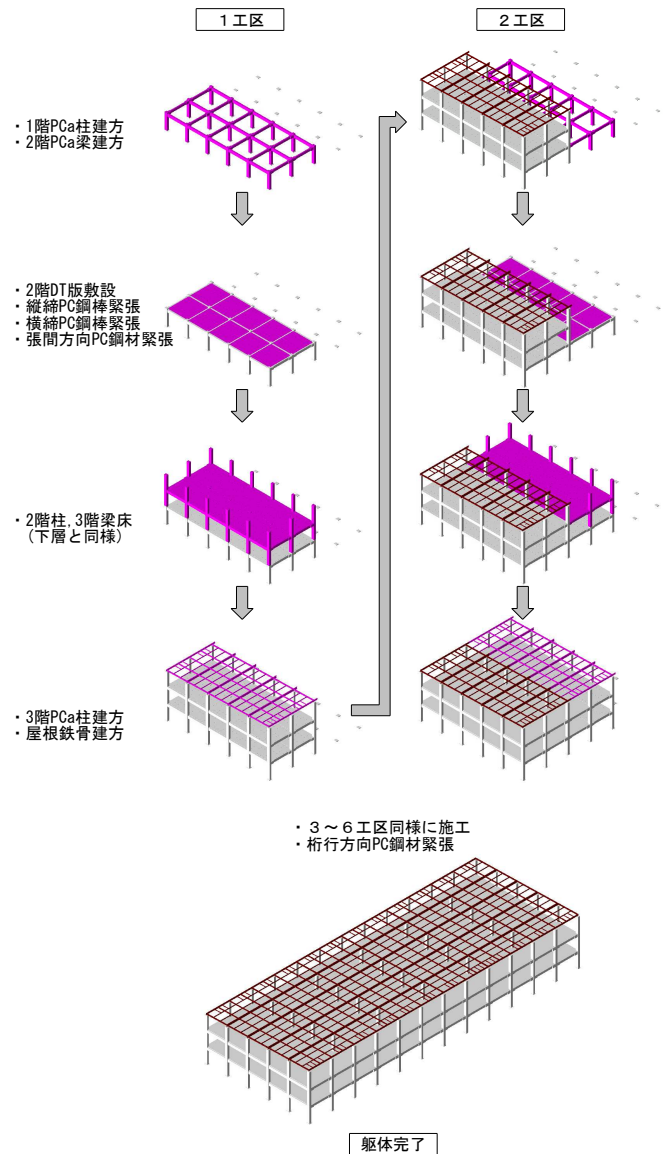 １工区
２工区
・1階PCa柱建方
・2階PCa梁建方
・2階DT版敷設
・縦締PC鋼棒緊張
・横締PC鋼棒緊張
・張間方向PC鋼材緊張
・2階柱,3階梁床
(下層と同様)
・3階PCa柱建方
・屋根鉄骨建方
・３～６工区同様に施工
・桁行方向PC鋼材緊張
躯体完了